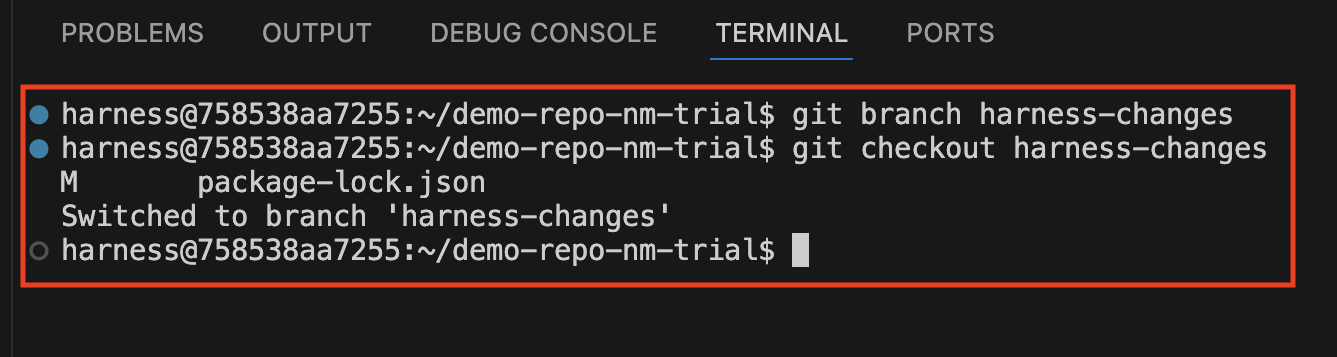 PROBLEMS OUTPUT DEBUG CONSOLE TERMINAL PORTS
harness@758538aa7255:~/demo-repo-nm-trial$ git branch harness-changes
harness@758538aa7255:~/demo-repo-nm-trial$ git checkout harness-changes
M       package-lock.json
Switched to branch 'harness-changes'
harness@758538aa7255:~/demo-repo-nm-trial$